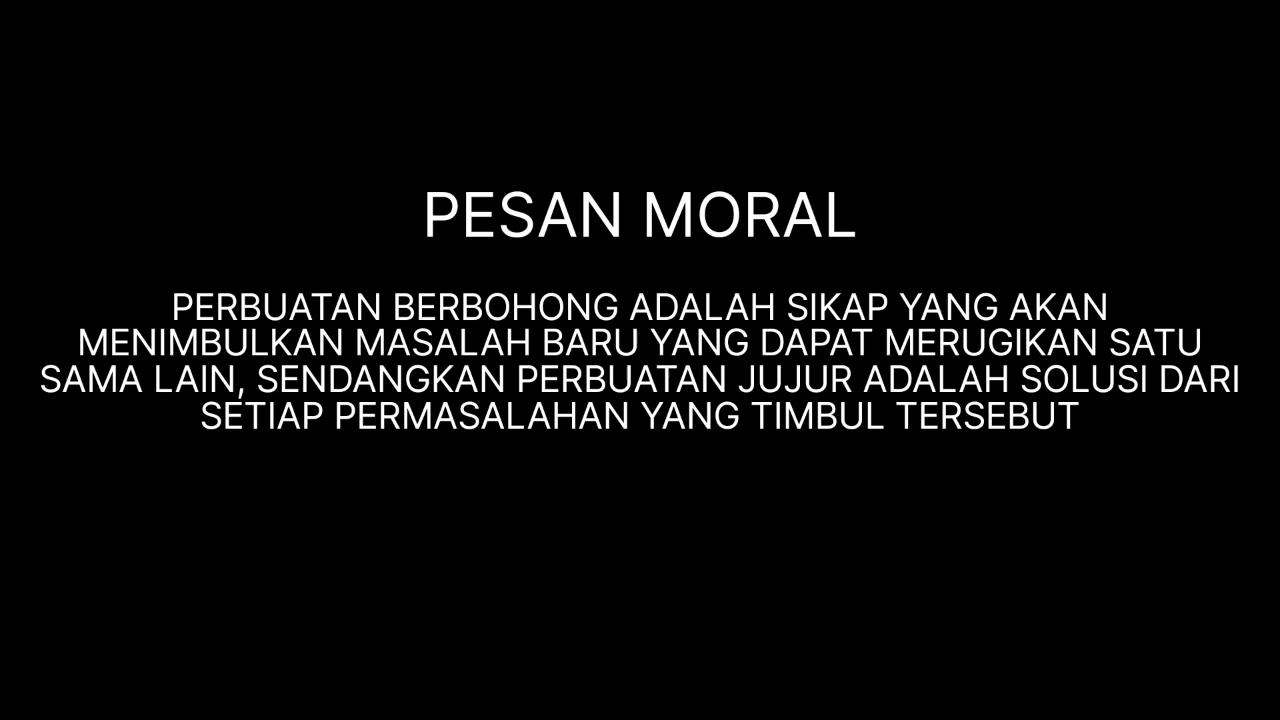 PESAN MORAL
PERBUATAN BERBOHONG ADALAH SIKAP YANG AKAN
MENIMBULKAN MASALAH BARU YANG DAPAT MERUGIKAN SATU
SAMA LAIN, SENDANGKAN PERBUATAN JUJUR ADALAH SOLUSI DARI
SETIAP PERMASALAHAN YANG TIMBUL TERSEBUT